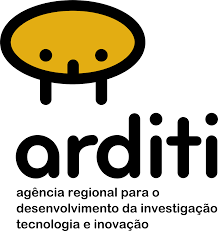 arditi
agência regional para o
desenvolvimento da investigação
tecnologia e inovação